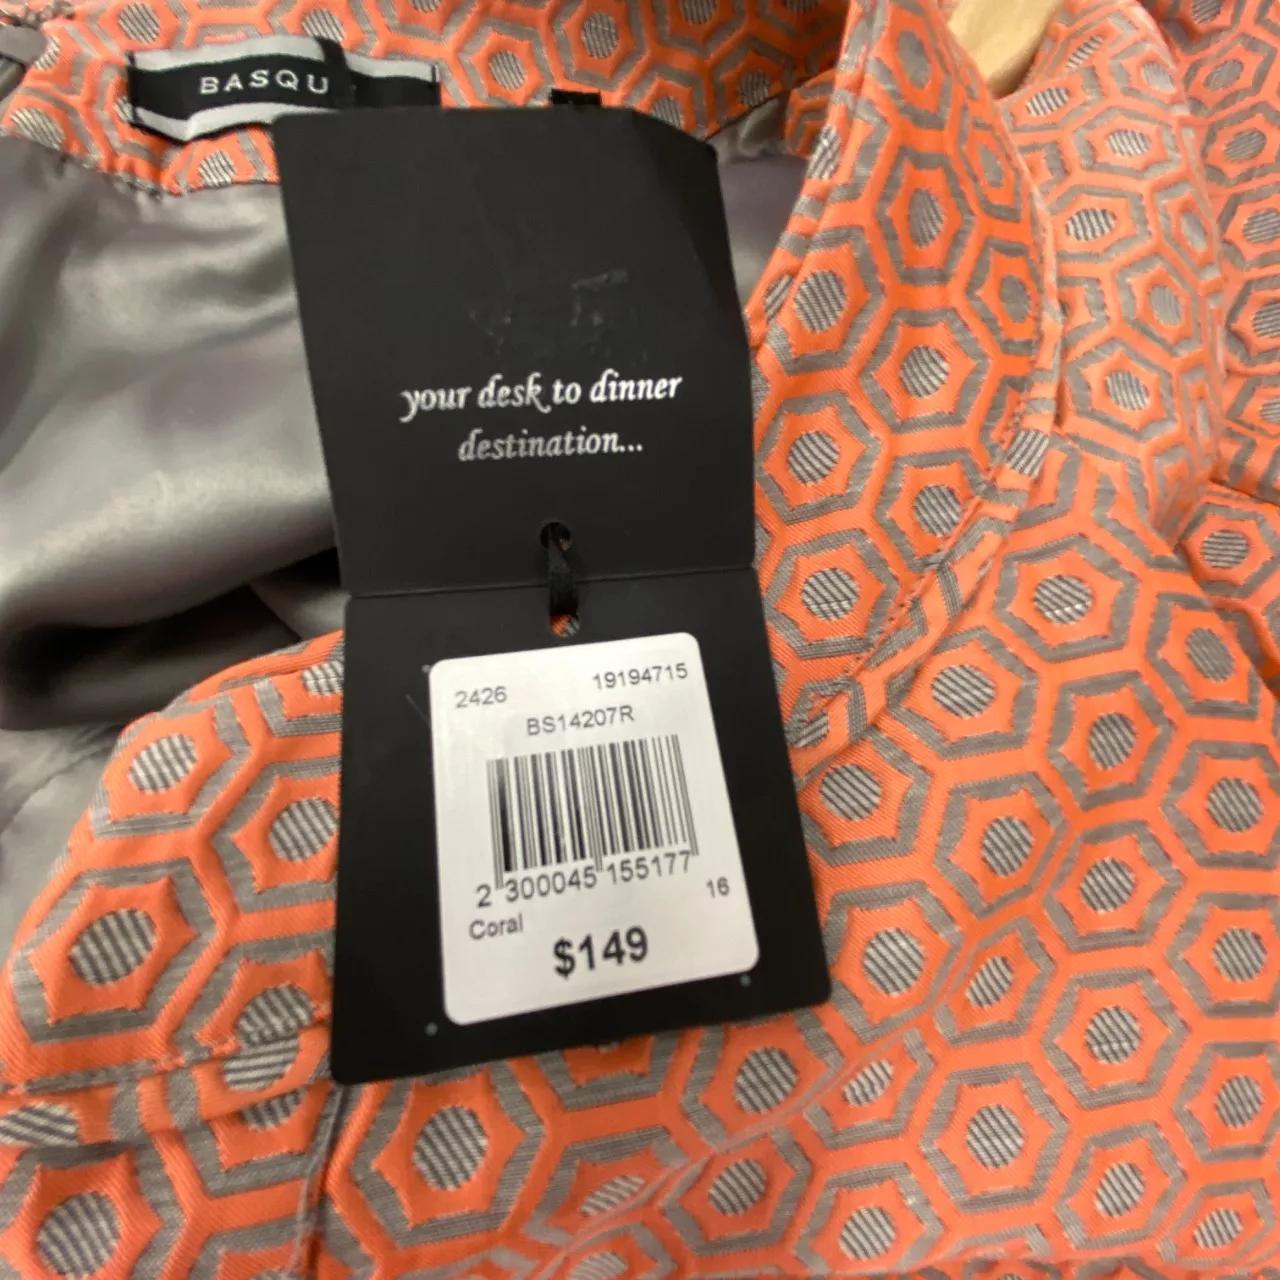 BASQU
your desk to dinner
destination...
2426 19194715
BS14207R
2 300045 155177
Coral 16
$149